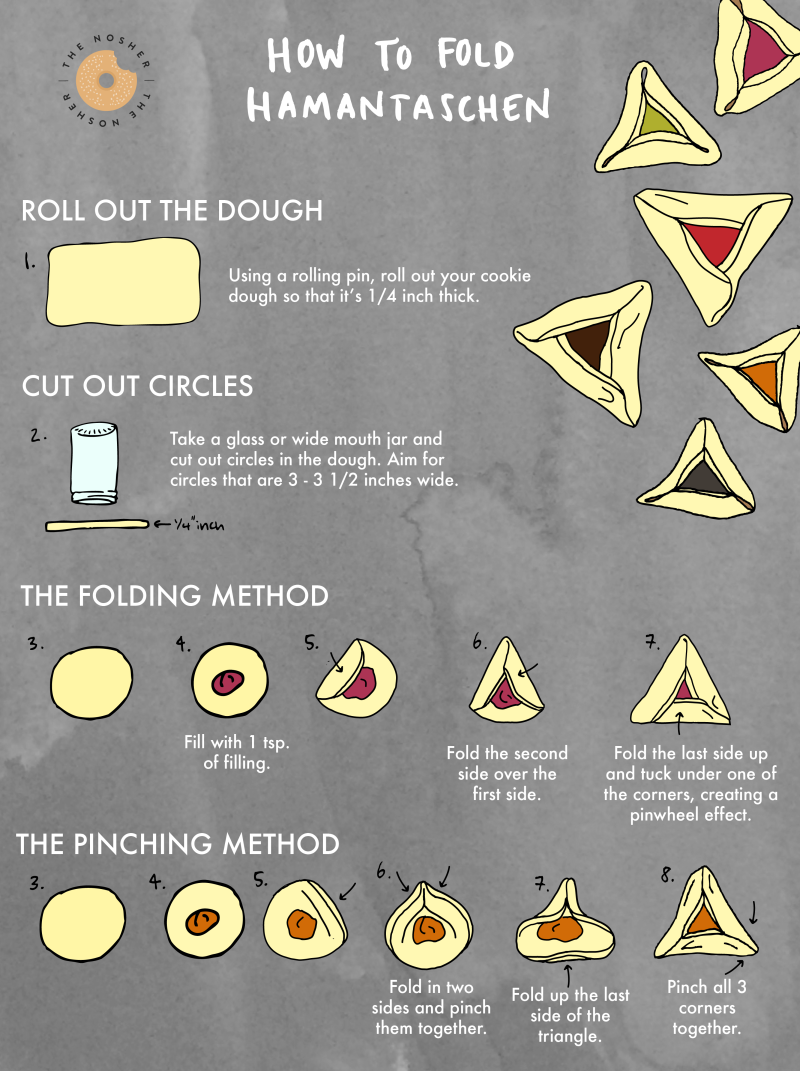 THE NOSHER
THE NOSHER
HOW TO FOLD
HAMANTASCHEN
ROLL OUT THE DOUGH
1.
Using a rolling pin, roll out your cookie
dough so that it's 1/4 inch thick.
CUT OUT CIRCLES
2.
Take a glass or wide mouth jar and
cut out circles in the dough. Aim for
circles that are 3 - 3 1/2 inches wide.
1/4" inch
THE FOLDING METHOD
3.
4.
Fill with 1 tsp.
of filling.
5.
6.
Fold the second
side over the
first side.
7.
Fold the last side up
and tuck under one of
the corners, creating a
pinwheel effect.
THE PINCHING METHOD
3.
4.
5.
6.
Fold in two
sides and pinch
them together.
7.
Fold up the last
side of the
triangle.
8.
Pinch all 3
corners
together.